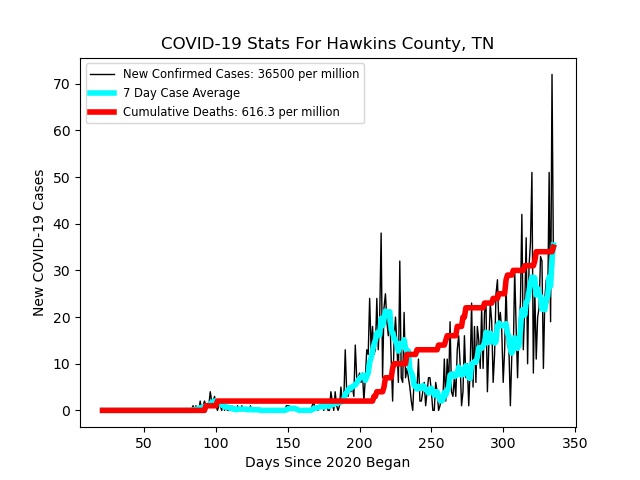 COVID-19 Stats For Hawkins County, TN
New Confirmed Cases: 36500 per million
7 Day Case Average
Cumulative Deaths: 616.3 per million
New COVID-19 Cases
70
60
50
40
30
20
10
0
50 100 150 200 250 300 350
Days Since 2020 Began